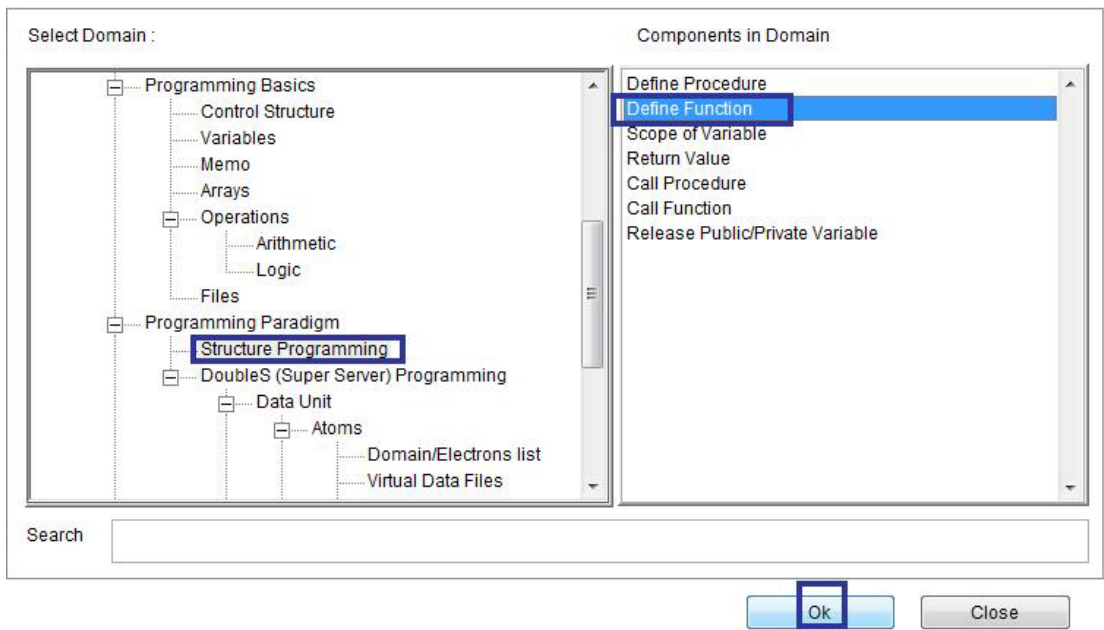 Select Domain :
Components in Domain
Programming Basics
Control Structure
Variables
Memo
Arrays
Operations
Arithmetic
Logic
Files
Programming Paradigm
Structure Programming
DoubleS (Super Server) Programming
Data Unit
Atoms
Domain/Electrons list
Virtual Data Files
Define Procedure
Define Function
Scope of Variable
Return Value
Call Procedure
Call Function
Release Public/Private Variable
Search
Ok
Close